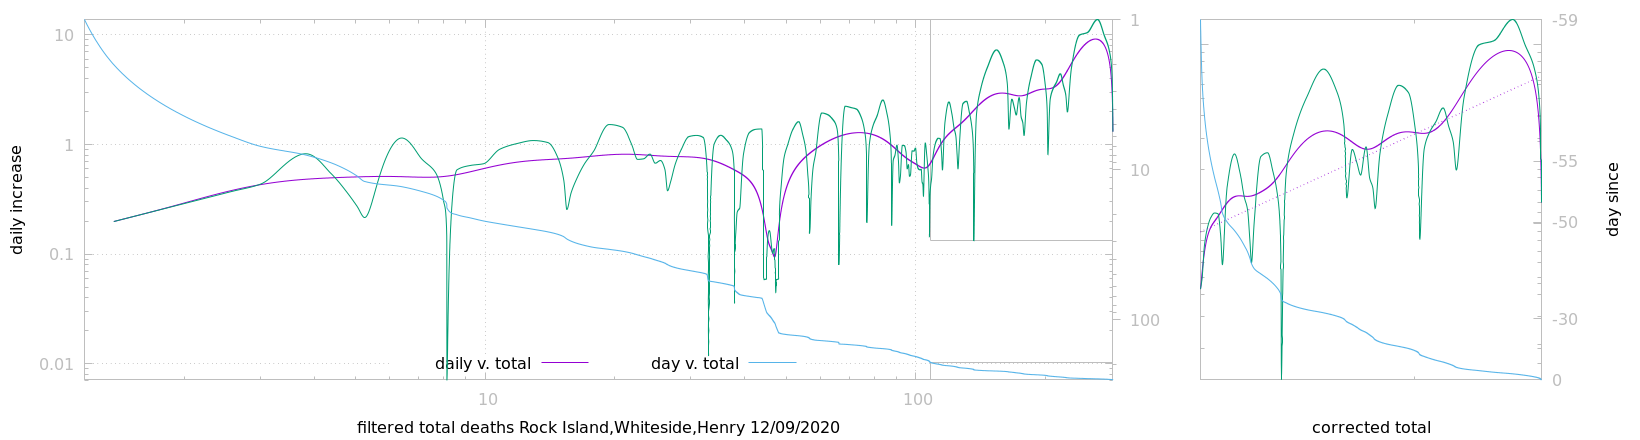 10
1
0.1
0.01
daily increase
daily v. total
day v. total
10
100
filtered total deaths Rock Island,Whiteside,Henry 12/09/2020
1
10
100
-59
-55
-50
-30
0
day since
corrected total